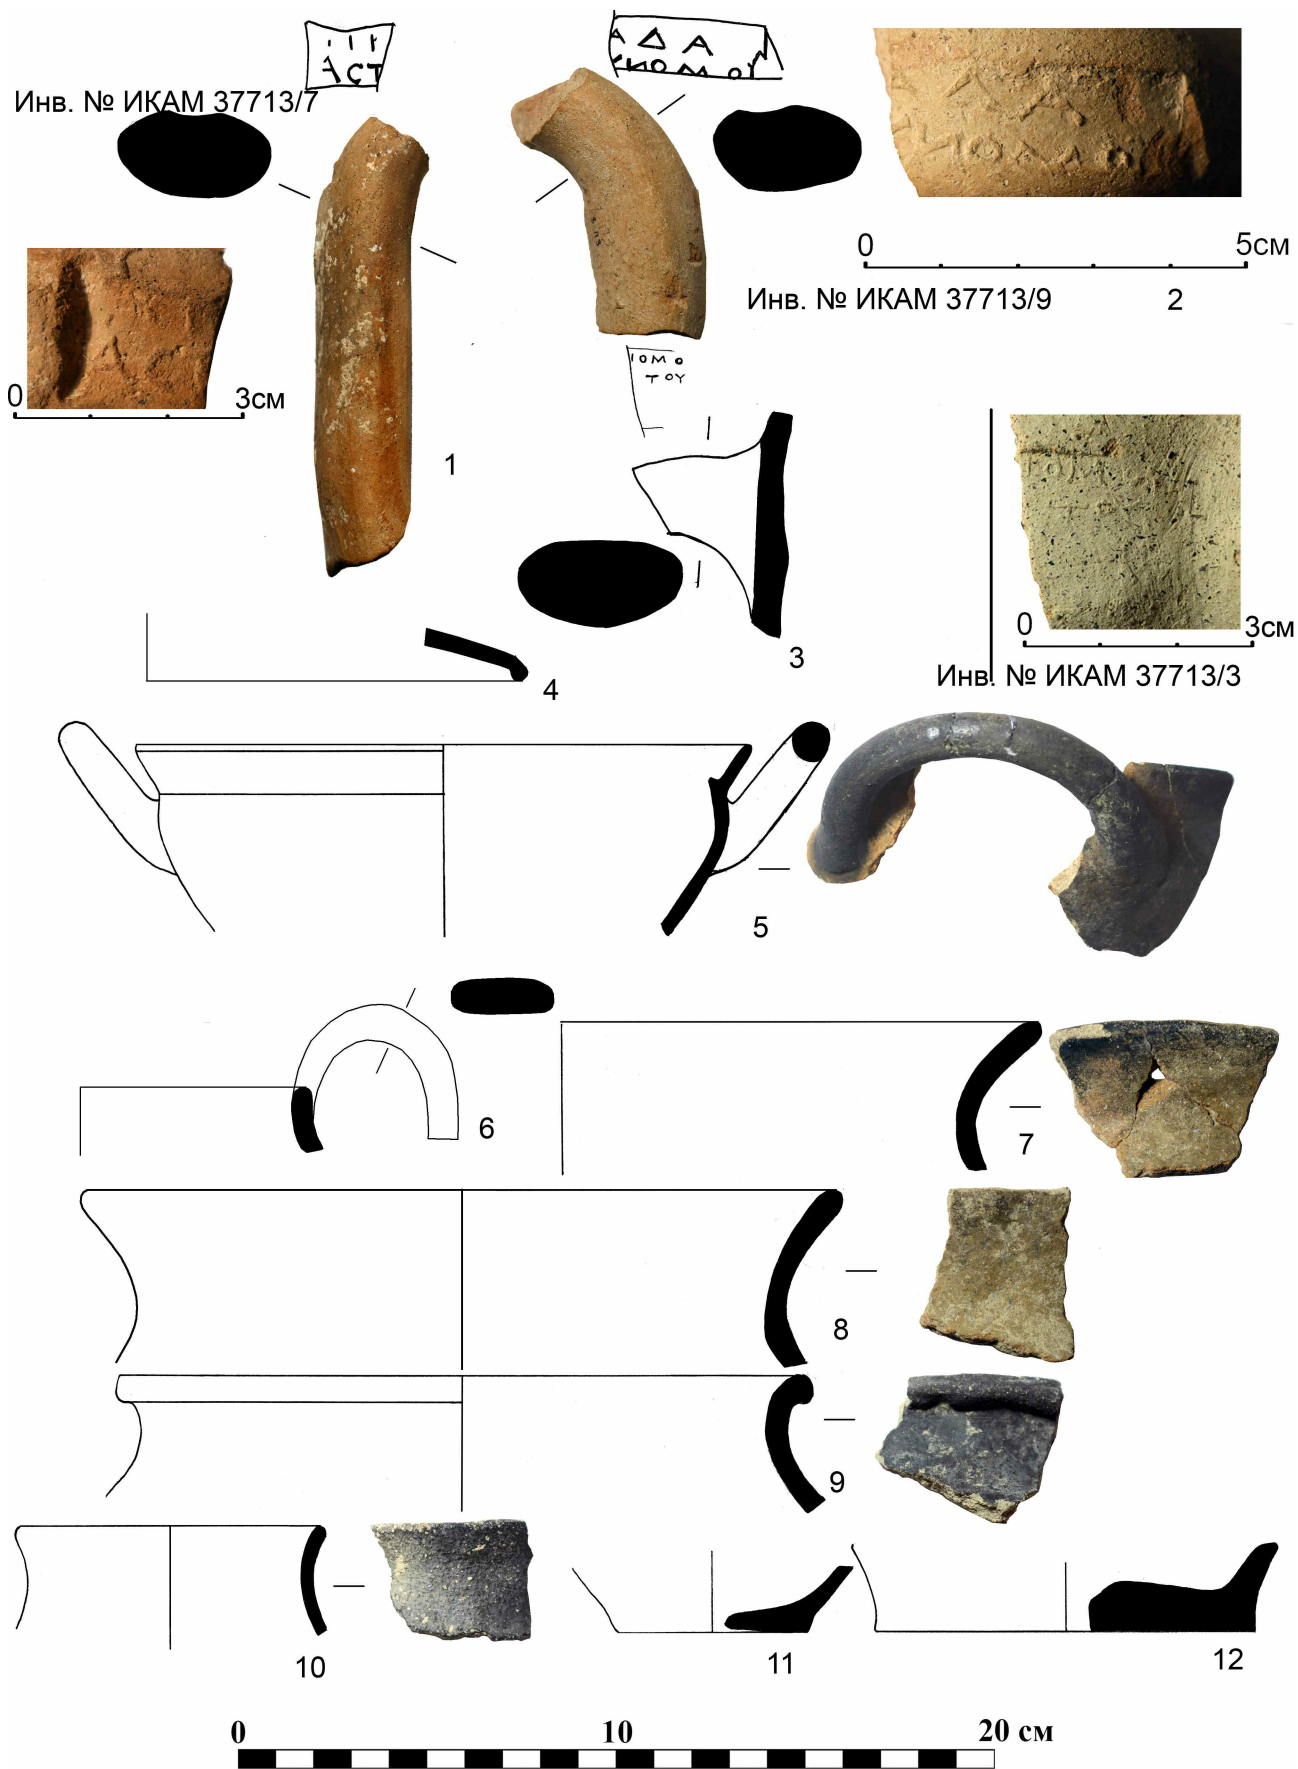 ΑСΤ
Α Δ Α
ΝΟΜΟΥ
Инв. № ИКАМ 37713/7
0 5см
Инв. № ИКАМ 37713/9 2
0 3см
1
ΙΟΜΟ
ΤΟΥ
3
0 3см
Инв. № ИКАМ 37713/3
4
5
6
7
8
9
10
11
12
0 10 20 см